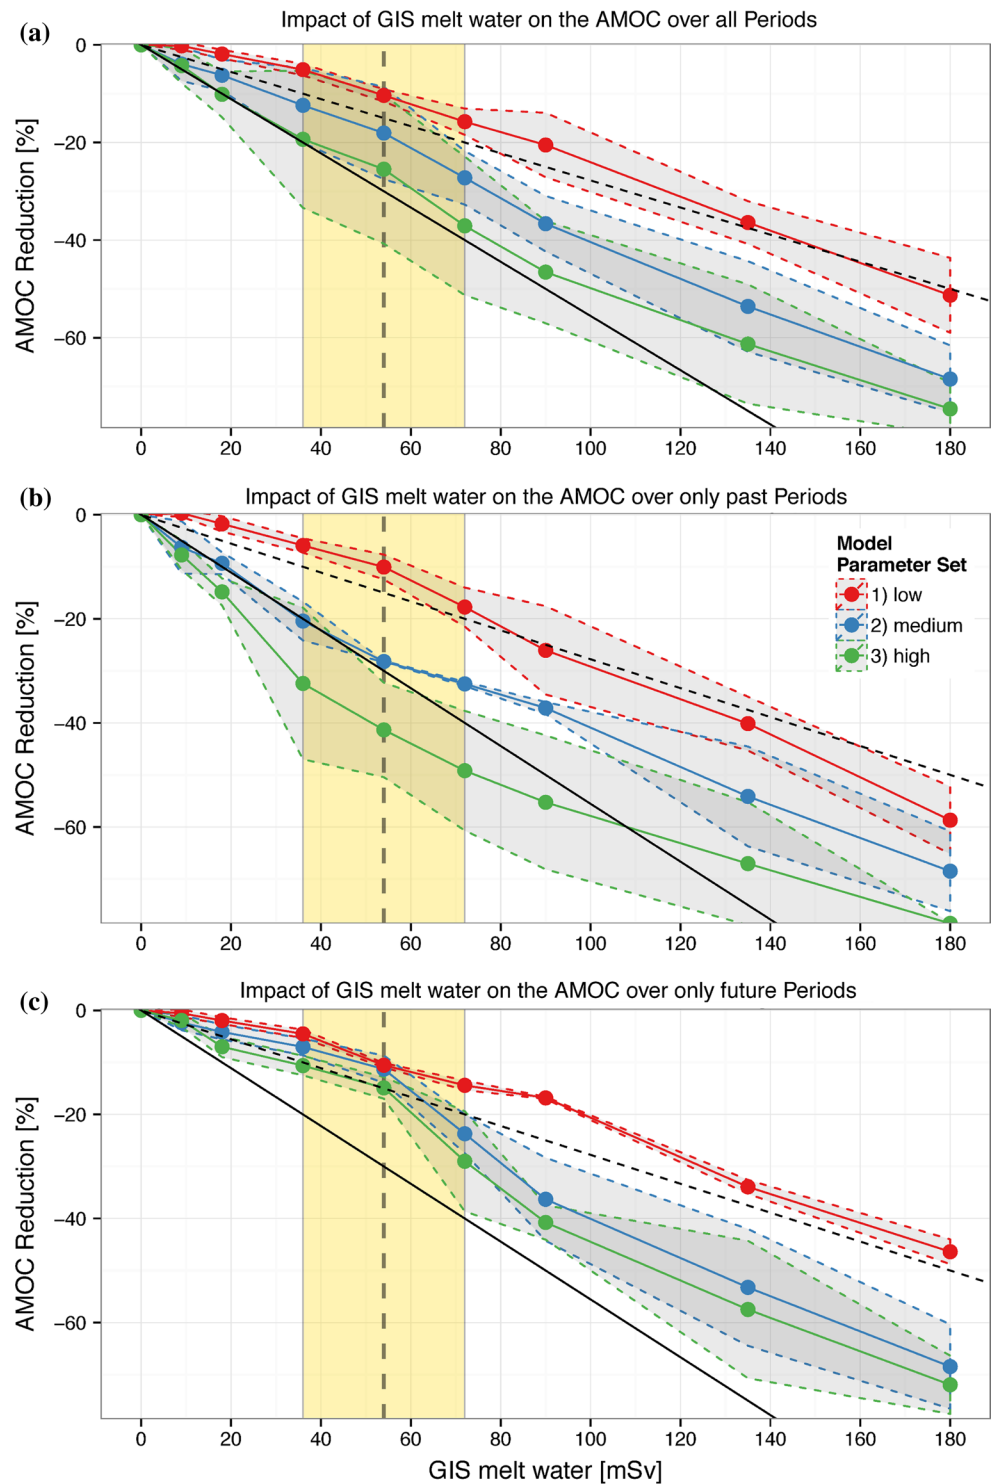 (a)
Impact of GIS melt water on the AMOC over all Periods
AMOC Reduction [%]
0
−20
−40
−60
0 20 40 60 80 100 120 140 160 180
(b)
Impact of GIS melt water on the AMOC over only past Periods
AMOC Reduction [%]
0
−20
−40
−60
Model
Parameter Set
1) low
2) medium
3) high
0 20 40 60 80 100 120 140 160 180
(c)
Impact of GIS melt water on the AMOC over only future Periods
AMOC Reduction [%]
0
−20
−40
−60
0 20 40 60 80 100 120 140 160 180
GIS melt water [mSv]